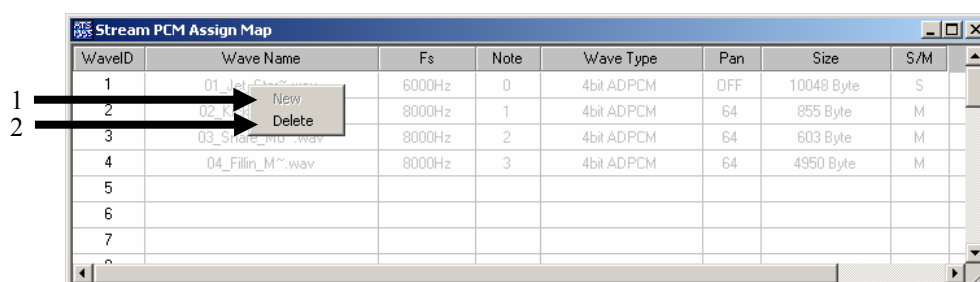 Stream PCM Assign Map
WaveID Wave Name Fs Note Wave Type Pan Size S/M
1 6000Hz 0 4bit ADPCM OFF 10048 Byte S
1 New
2 8000Hz 1 4bit ADPCM 64 855 Byte M
2 Delete
3 8000Hz 2 4bit ADPCM 64 603 Byte M
4 04_Fillin_M~.wav 8000Hz 3 4bit ADPCM 64 4950 Byte M
5
6
7